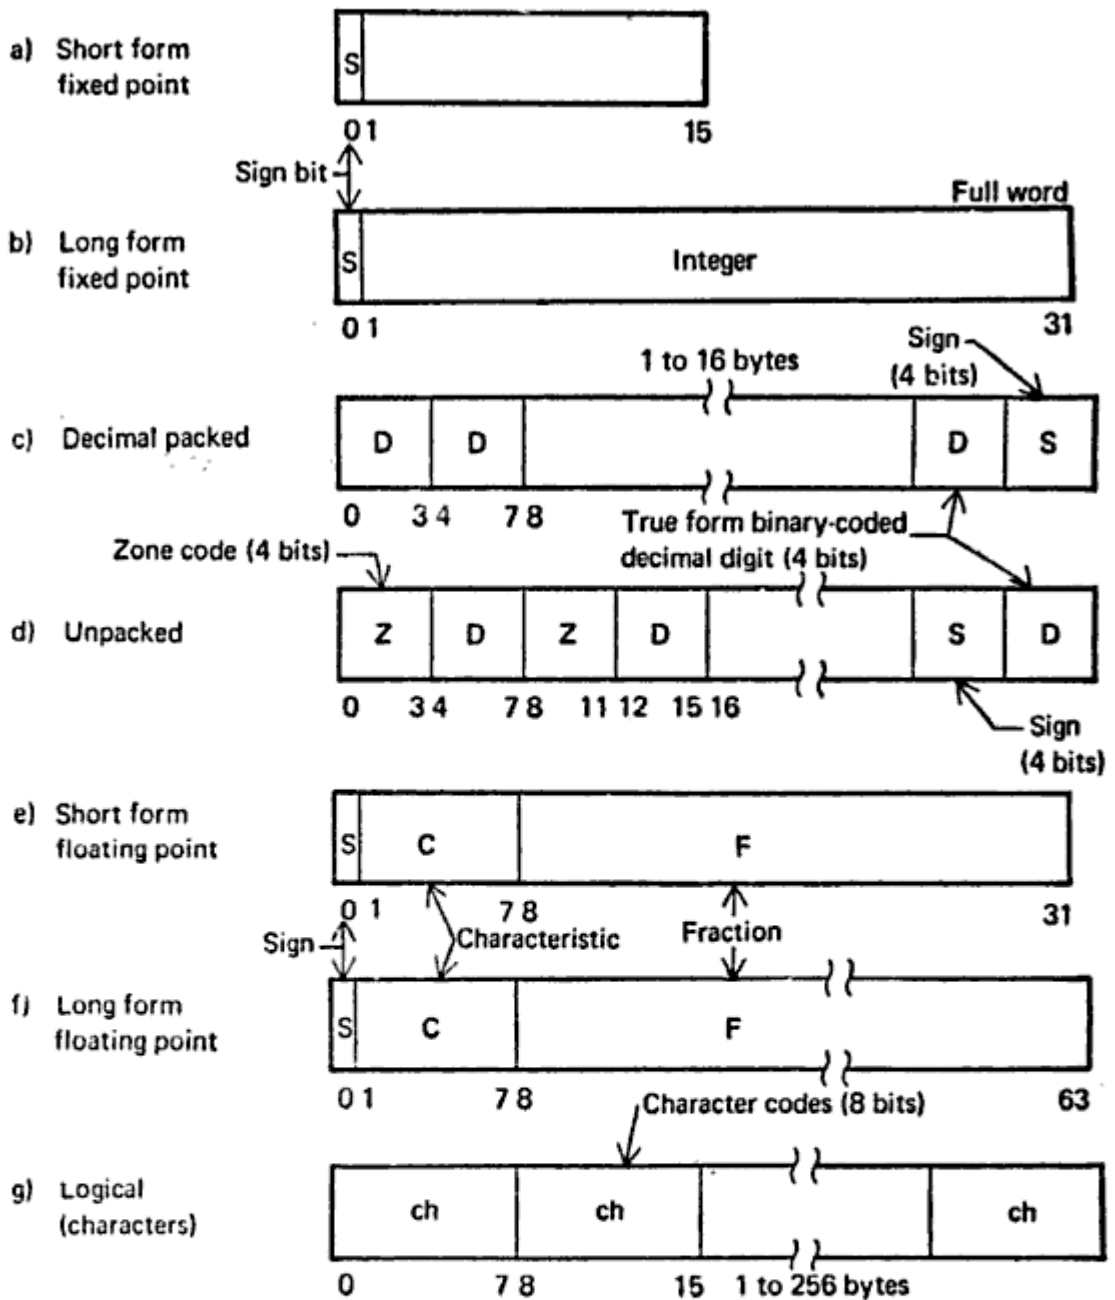 a) Short form
fixed point
S
0 1 15
Sign bit
Full word
b) Long form
fixed point
S Integer
0 1 31
Sign
(4 bits)
1 to 16 bytes
c) Decimal packed
D D D S
0 3 4 7 8
True form binary-coded
decimal digit (4 bits)
Zone code (4 bits)
d) Unpacked
Z D Z D S D
0 3 4 7 8 11 12 15 16
Sign
(4 bits)
e) Short form
floating point
S C F
0 1 7 8 31
Sign
Characteristic
Fraction
f) Long form
floating point
S C F
0 1 7 8 63
Character codes (8 bits)
g) Logical
(characters)
ch ch ch
0 7 8 15 1 to 256 bytes